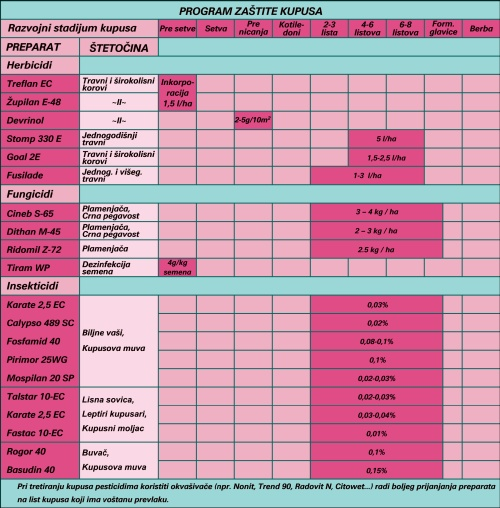 PROGRAM ZAŠTITE KUPUSA
Razvojni stadijum kupusa Pre setve Setva Pre nicanja Kotile-doni 2-3 lista 4-6 listova 6-8 listova Form. glavice Berba
PREPARAT ŠTETOČINA
Herbicidi
Treflan EC Travni i širokolisni korovi Inkorpo-racija 1,5 l/ha
Župilan E-48 ~II~
Devrinol ~II~ 2-5g/10m²
Stomp 330 E Jednogodišnji travni 5 l/ha
Goal 2E Travni i širokolisni korovi 1,5-2,5 l/ha
Fusilade Jednog. i višeg. travni 1-3 l/ha
Fungicidi
Cineb S-65 Plamenjača, Crna pegavost 3 – 4 kg / ha
Dithan M-45 Plamenjača, Crna pegavost 2 – 3 kg / ha
Ridomil Z-72 Plamenjača 2.5 kg / ha
Tiram WP Dezinfekcija semena 4g/kg semena
Insekticidi
Karate 2,5 EC 0,03%
Calypso 489 SC Biljne vaši, 0,02%
Fosfamid 40 Kupusova muva 0,08-0,1%
Pirimor 25WG 0,1%
Mospilan 20 SP 0,02-0,03%
Talstar 10-EC Lisna sovica, 0,02-0,03%
Karate 2,5 EC Leptiri kupusari, 0,03-0,04%
Fastac 10-EC Kupusni moljac 0,01%
Rogor 40 Buvač, 0,1%
Basudin 40 Kupusova muva 0,15%
Pri tretiranju kupusa pesticidima koristiti okvašivače (npr. Nonit, Trend 90, Radovit N, Citowet...) radi boljeg prijanjanja preparata
na list kupusa koji ima voštanu prevlaku.